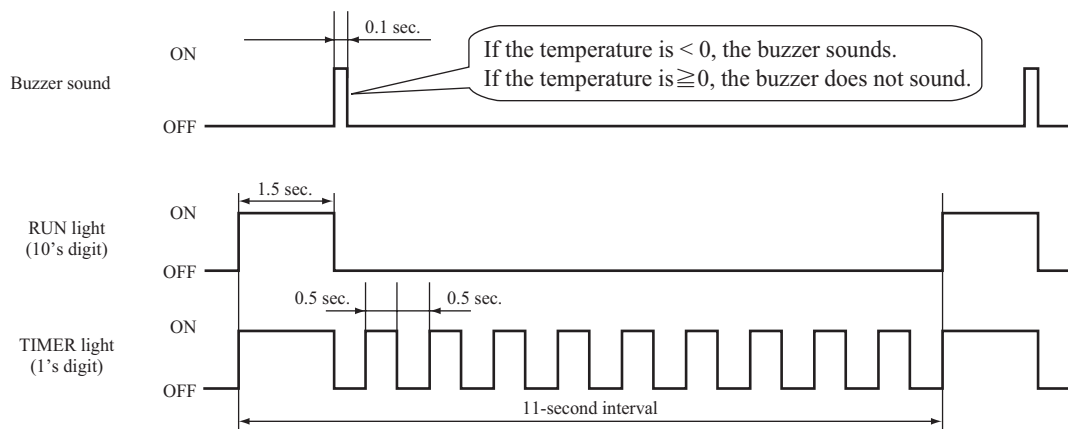 0.1 sec.
ON
If the temperature is < 0, the buzzer sounds.
If the temperature is ≧0, the buzzer does not sound.
Buzzer sound
OFF
1.5 sec.
ON
RUN light
(10's digit)
OFF
0.5 sec.
0.5 sec.
ON
TIMER light
(1's digit)
OFF
11-second interval